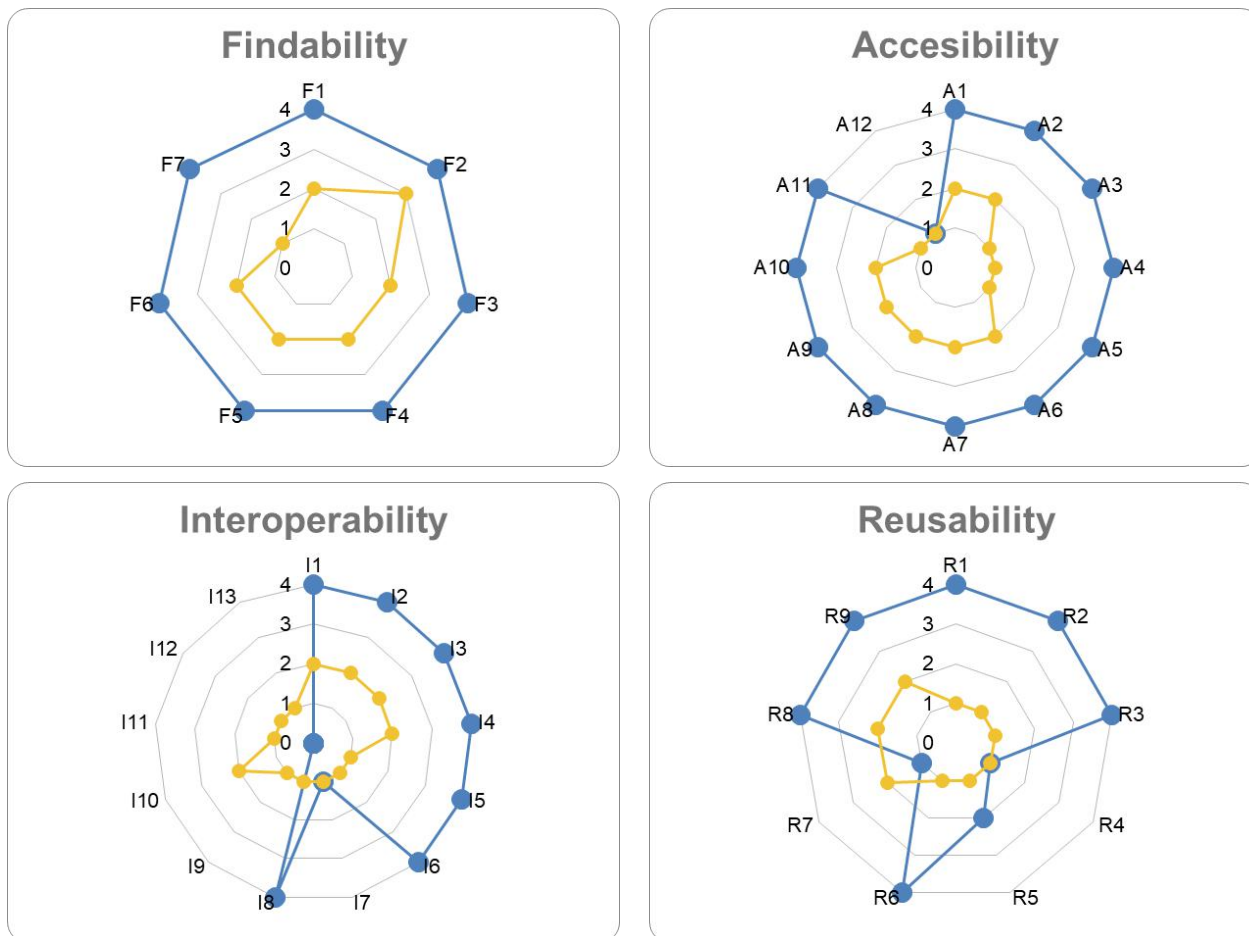 Findability
F1
4
F7
3
F2
2
1
0
F6
F3
F5
F4
Accesibility
A1
4
A12
A2
3
A11
2
A3
1
A10
0
A4
A9
A5
A8
A6
A7
Interoperability
I1
4
I13
I2
3
I12
I3
2
1
I11
0
I4
I10
I5
I9
I6
I8
I7
Reusability
R1
4
R9
R2
3
2
R8
1
R3
0
R7
R4
R6
R5